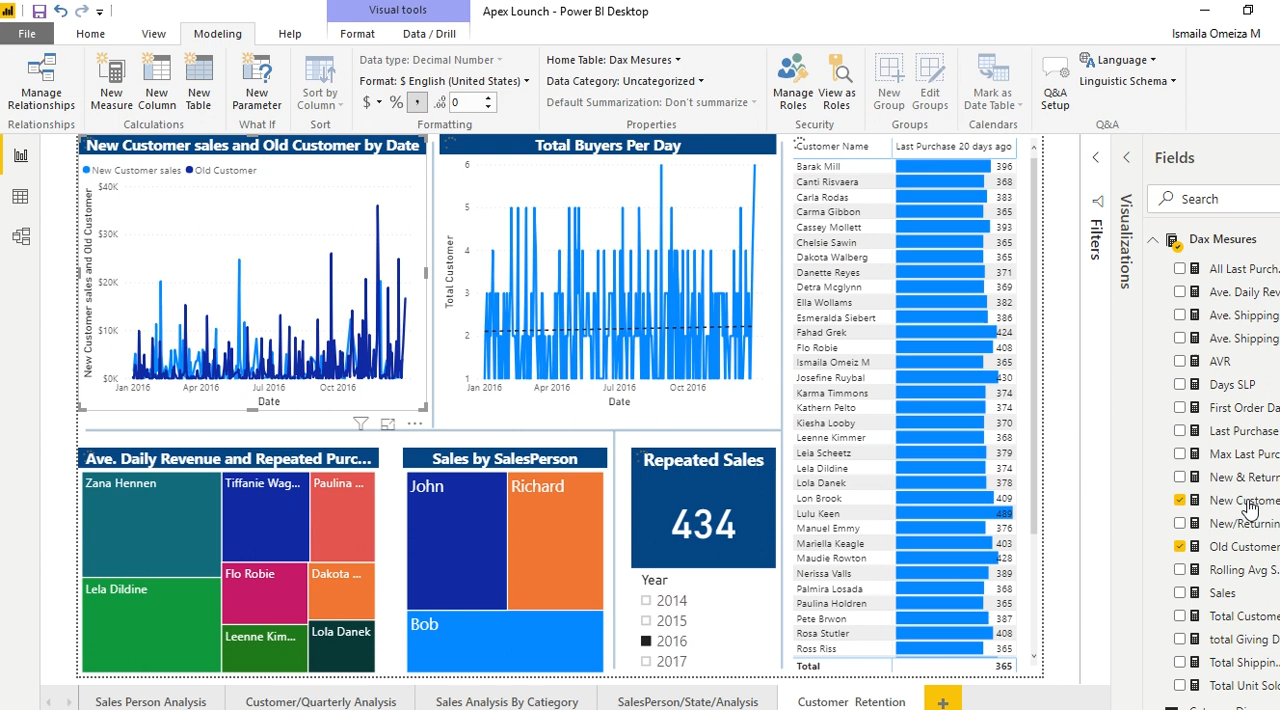 Visual tools
Apex Lounch - Power BI Desktop
File
Home
View
Modeling
Help
Format
Data / Drill
Ismaila Omeiza M
Manage Relationships
New Measure
New Column
New Table
New Parameter
Sort by Column
Data type: Decimal Number
Format: $ English (United States)
$ % , .00 0
Home Table: Dax Mesures
Data Category: Uncategorized
Default Summarization: Don't summarize
Manage Roles
View as Roles
New Group
Edit Groups
Mark as Date Table
Q&A Setup
Language
Linguistic Schema
Relationships
Calculations
What If
Sort
Formatting
Properties
Security
Groups
Calendars
Q&A
New Customer sales and Old Customer by Date
New Customer sales Old Customer
New Customer sales and Old Customer
$40K
$30K
$20K
$10K
$0K
Jan 2016 Apr 2016 Jul 2016 Oct 2016
Date
Total Buyers Per Day
Total Customer
6
5
4
3
2
1
Jan 2016 Apr 2016 Jul 2016 Oct 2016
Date
Customer Name Last Purchase 20 days ago
Barak Mill 396
Canti Risvaera 368
Carla Rodas 383
Carma Gibbon 365
Cassey Mollett 393
Chelsie Sawin 365
Dakota Walberg 365
Danette Reyes 371
Detra Mcglynn 369
Ella Wollams 382
Esmeralda Siebert 386
Fahad Grek 424
Flo Robie 408
Ismaila Omeiz M 365
Josefine Ruybal 430
Karma Timmons 374
Kathern Pelto 374
Kiesha Looby 370
Leenne Kimmer 368
Leia Scheetz 379
Lela Dildine 374
Lola Danek 378
Lon Brook 409
Lulu Keen 489
Manuel Emmy 376
Mariella Keagle 403
Maudie Rowton 428
Nerissa Valls 389
Palmira Losada 368
Paulina Holdren 365
Pete Brwon 387
Rosa Stutler 408
Ross Riss 365
Total 365
Ave. Daily Revenue and Repeated Purc...
Zana Hennen
Tiffanie Wag...
Paulina ...
Lela Dildine
Flo Robie
Dakota ...
Leenne Kim...
Lola Danek
Sales by SalesPerson
John
Richard
Bob
Repeated Sales
434
Year
2014
2015
2016
2017
Filters
Visualizations
Fields
Search
Dax Mesures
All Last Purch.
Ave. Daily Rev
Ave. Shipping
Ave. Shipping
AVR
Days SLP
First Order Da
Last Purchase
Max Last Purc
New & Return
New Custome
New/Returnin
Old Customer
Rolling Avg S.
Sales
Total Custome
total Giving D
Total Shippin..
Total Unit Sol
Sales Person Analysis
Customer/Quarterly Analysis
Sales Analysis By Catiegory
SalesPerson/State/Analysis
Customer Retention